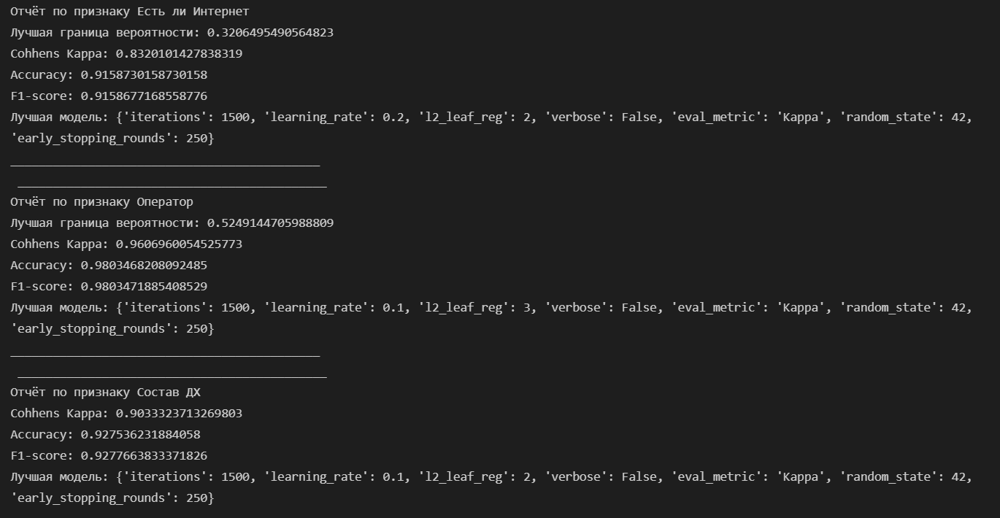 Отчёт по признаку Есть ли Интернет
Лучшая граница вероятности: 0.3206495490564823
Cohhens Kappa: 0.8320101427838319
Accuracy: 0.9158730158730158
F1-score: 0.9158677168558776
Лучшая модель: {'iterations': 1500, 'learning_rate': 0.2, 'l2_leaf_reg': 2, 'verbose': False, 'eval_metric': 'Kappa', 'random_state': 42,
'early_stopping_rounds': 250}
____________________________________________
____________________________________________
Отчёт по признаку Оператор
Лучшая граница вероятности: 0.5249144705988809
Cohhens Kappa: 0.9606960054525773
Accuracy: 0.9803468208092485
F1-score: 0.9803471885408529
Лучшая модель: {'iterations': 1500, 'learning_rate': 0.1, 'l2_leaf_reg': 3, 'verbose': False, 'eval_metric': 'Kappa', 'random_state': 42,
'early_stopping_rounds': 250}
____________________________________________
____________________________________________
Отчёт по признаку Состав ДХ
Cohhens Kappa: 0.9033323713269803
Accuracy: 0.927536231884058
F1-score: 0.9277663833371826
Лучшая модель: {'iterations': 1500, 'learning_rate': 0.1, 'l2_leaf_reg': 2, 'verbose': False, 'eval_metric': 'Kappa', 'random_state': 42,
'early_stopping_rounds': 250}